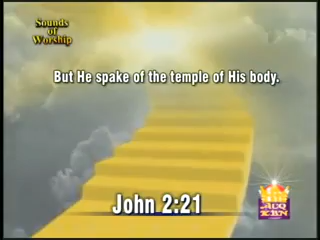 Sounds
of
Worship
But He spake of the temple of His body.
John 2:21